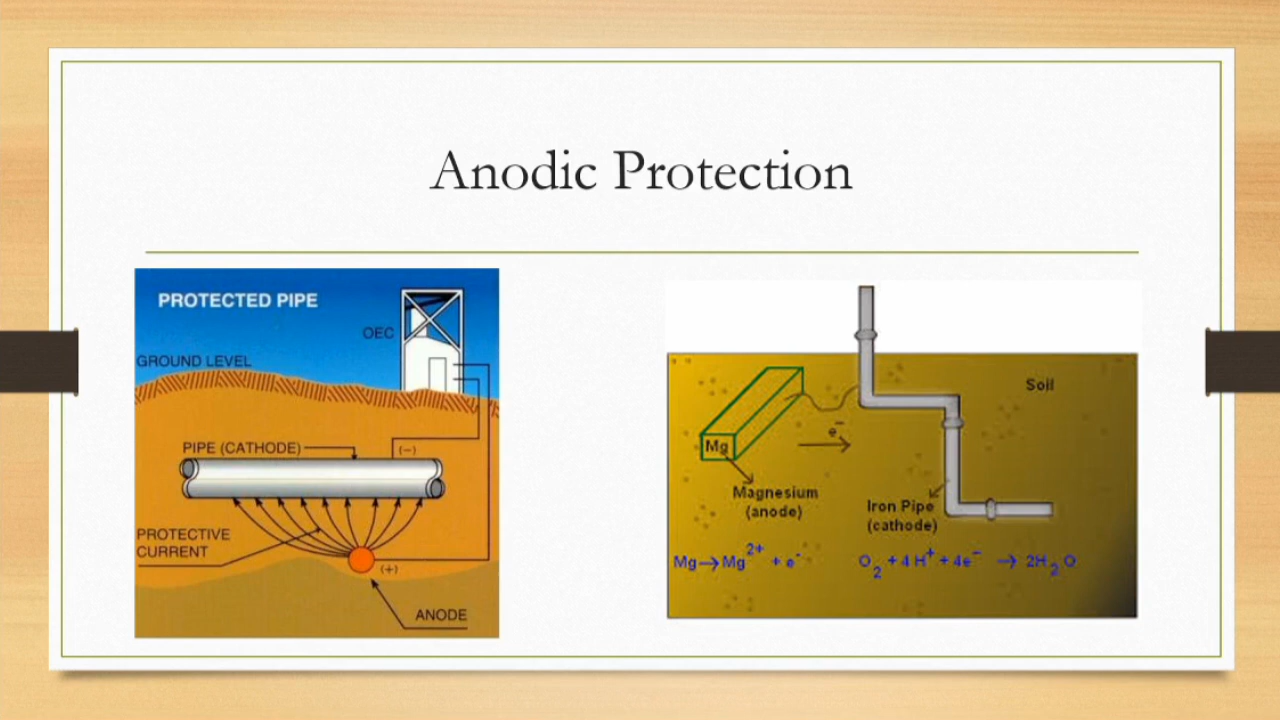 Anodic Protection
PROTECTED PIPE
OEC
GROUND LEVEL
PIPE (CATHODE)
(-)
PROTECTIVE
CURRENT
(+)
ANODE
Soil
e⁻
Mg
Magnesium
(anode)
Iron Pipe
(cathode)
Mg→Mg²⁺ + e⁻
O₂ + 4H⁺ + 4e⁻ → 2H₂O